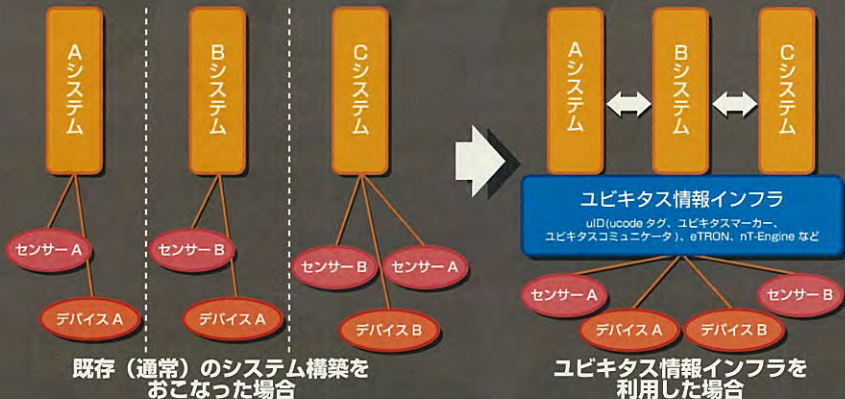 Aシステム
Bシステム
Cシステム
センサーA
デバイスA
センサーB
デバイスA
センサーB
センサーA
デバイスB
既存（通常）のシステム構築を
おこなった場合
Aシステム
Bシステム
Cシステム
ユビキタス情報インフラ
uID(ucodeタグ、ユビキタスマーカー、
ユビキタスコミュニケータ)、eTRON、nT-Engineなど
センサーA
センサーB
デバイスA
デバイスB
ユビキタス情報インフラを
利用した場合